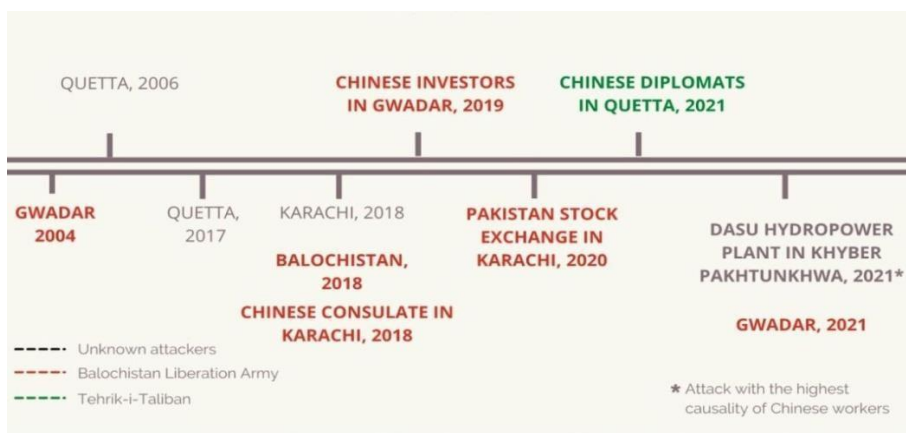 QUETTA, 2006
CHINESE INVESTORS
IN GWADAR, 2019
CHINESE DIPLOMATS
IN QUETTA, 2021
GWADAR
2004
QUETTA,
2017
KARACHI, 2018
BALOCHISTAN,
2018
CHINESE CONSULATE IN
KARACHI, 2018
PAKISTAN STOCK
EXCHANGE IN
KARACHI, 2020
DASU HYDROPOWER
PLANT IN KHYBER
PAKHTUNKHWA, 2021*
GWADAR, 2021
Unknown attackers
Balochistan Liberation Army
Tehrik-i-Taliban
* Attack with the highest
causality of Chinese workers